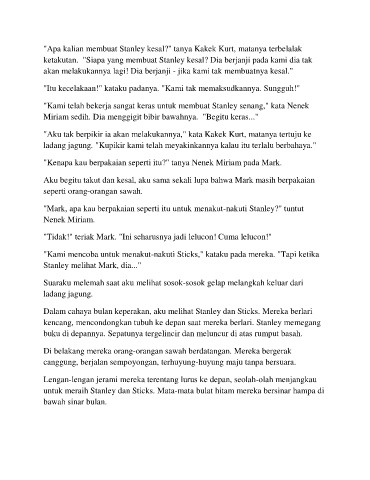 "Apa kalian membuat Stanley kesal?" tanya Kakek Kurt, matanya terbelalak
ketakutan.  "Siapa yang membuat Stanley kesal? Dia berjanji pada kami dia tak
akan melakukannya lagi! Dia berjanji - jika kami tak membuatnya kesal."
"Itu kecelakaan!" kataku padanya. "Kami tak memaksudkannya. Sungguh!"
"Kami telah bekerja sangat keras untuk membuat Stanley senang," kata Nenek
Miriam sedih. Dia menggigit bibir bawahnya.  "Begitu keras..."
"Aku tak berpikir ia akan melakukannya," kata Kakek Kurt, matanya tertuju ke
ladang jagung. "Kupikir kami telah meyakinkannya kalau itu terlalu berbahaya."
"Kenapa kau berpakaian seperti itu?" tanya Nenek Miriam pada Mark.
Aku begitu takut dan kesal, aku sama sekali lupa bahwa Mark masih berpakaian
seperti orang-orangan sawah.
"Mark, apa kau berpakaian seperti itu untuk menakut-nakuti Stanley?" tuntut
Nenek Miriam.
"Tidak!" teriak Mark. "Ini seharusnya jadi lelucon! Cuma lelucon!"
"Kami mencoba untuk menakut-nakuti Sticks," kataku pada mereka. "Tapi ketika
Stanley melihat Mark, dia..."
Suaraku melemah saat aku melihat sosok-sosok gelap melangkah keluar dari
ladang jagung.
Dalam cahaya bulan keperakan, aku melihat Stanley dan Sticks. Mereka berlari
kencang, mencondongkan tubuh ke depan saat mereka berlari. Stanley memegang
buku di depannya. Sepatunya tergelincir dan meluncur di atas rumput basah.
Di belakang mereka orang-orangan sawah berdatangan. Mereka bergerak
canggung, berjalan sempoyongan, terhuyung-huyung maju tanpa bersuara.
Lengan-lengan jerami mereka terentang lurus ke depan, seolah-olah menjangkau
untuk meraih Stanley dan Sticks. Mata-mata bulat hitam mereka bersinar hampa di
bawah sinar bulan.